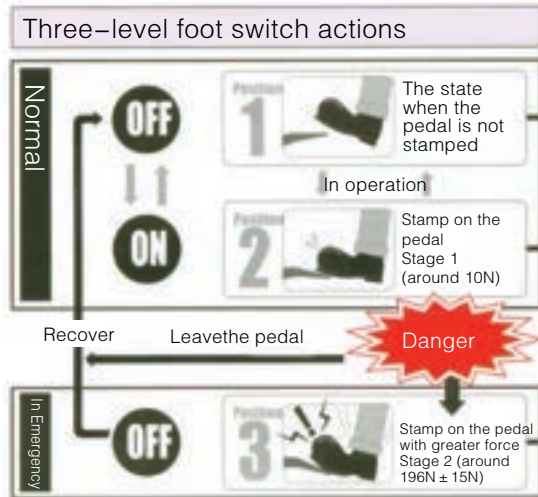 Three-level foot switch actions
Normal
OFF
Position
1
The state
when the
pedal is not
stamped
In operation
ON
Position
2
Stamp on the
pedal
Stage 1
(around 10N)
Recover
Leavethe pedal
Danger
In Emergency
OFF
Position
3
Stamp on the pedal
with greater force
Stage 2 (around
196N ± 15N)